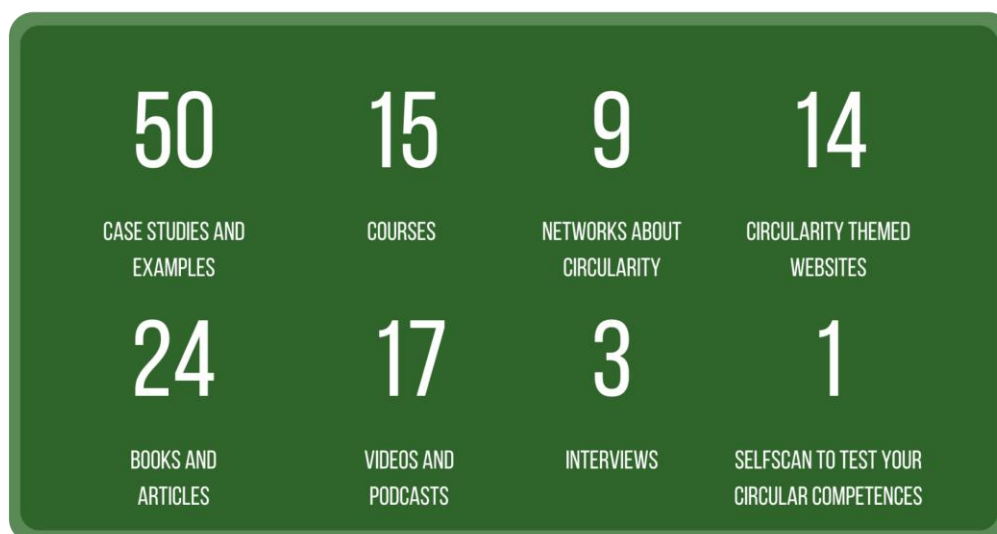 50
CASE STUDIES AND
EXAMPLES
15
COURSES
9
NETWORKS ABOUT
CIRCULARITY
14
CIRCULARITY THEMED
WEBSITES
24
BOOKS AND
ARTICLES
17
VIDEOS AND
PODCASTS
3
INTERVIEWS
1
SELFSCAN TO TEST YOUR
CIRCULAR COMPETENCES